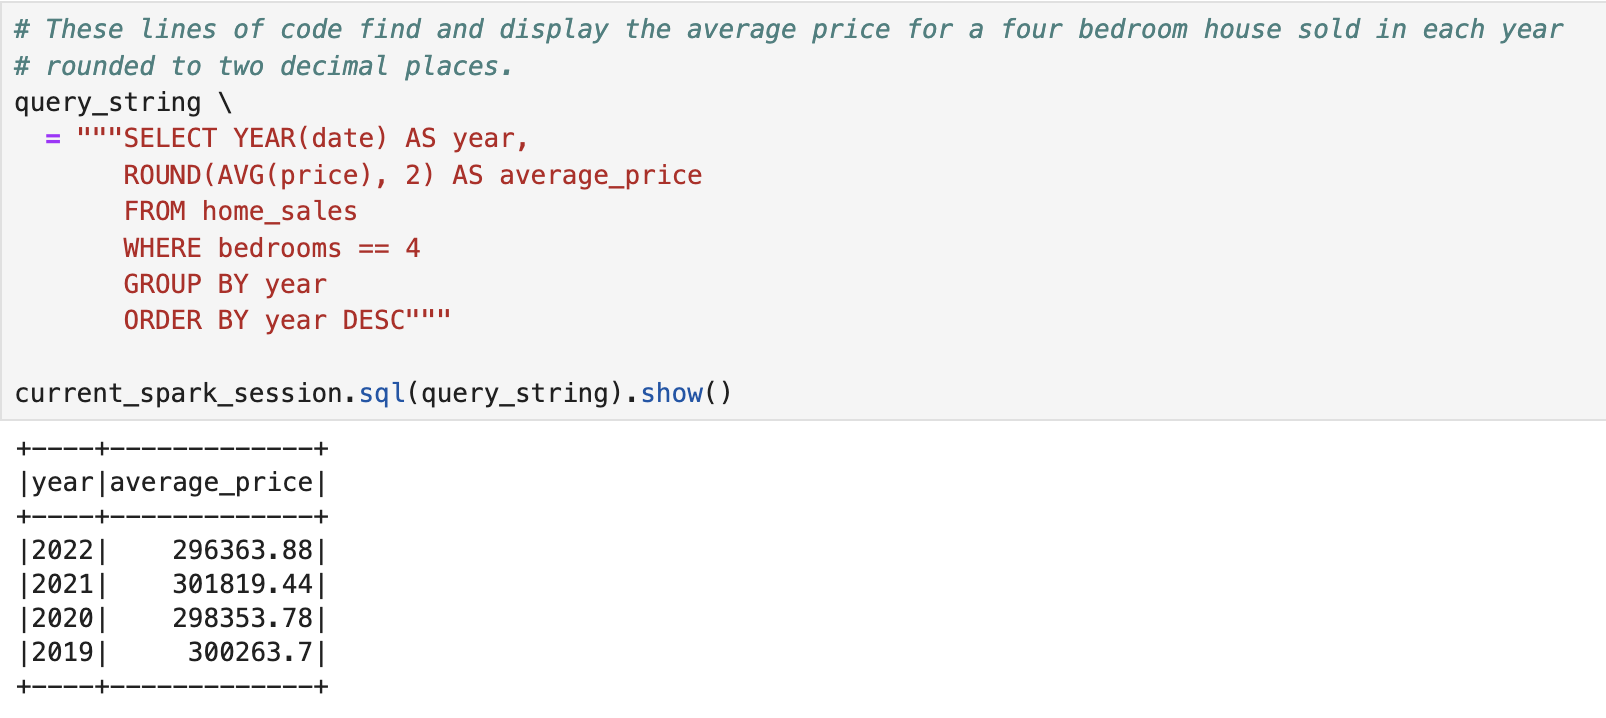 # These lines of code find and display the average price for a four bedroom house sold in each year
# rounded to two decimal places.
query_string \
  = """SELECT YEAR(date) AS year,
       ROUND(AVG(price), 2) AS average_price
       FROM home_sales
       WHERE bedrooms == 4
       GROUP BY year
       ORDER BY year DESC"""

current_spark_session.sql(query_string).show()
+----+-------------+
|year|average_price|
+----+-------------+
|2022|    296363.88|
|2021|    301819.44|
|2020|    298353.78|
|2019|     300263.7|
+----+-------------+